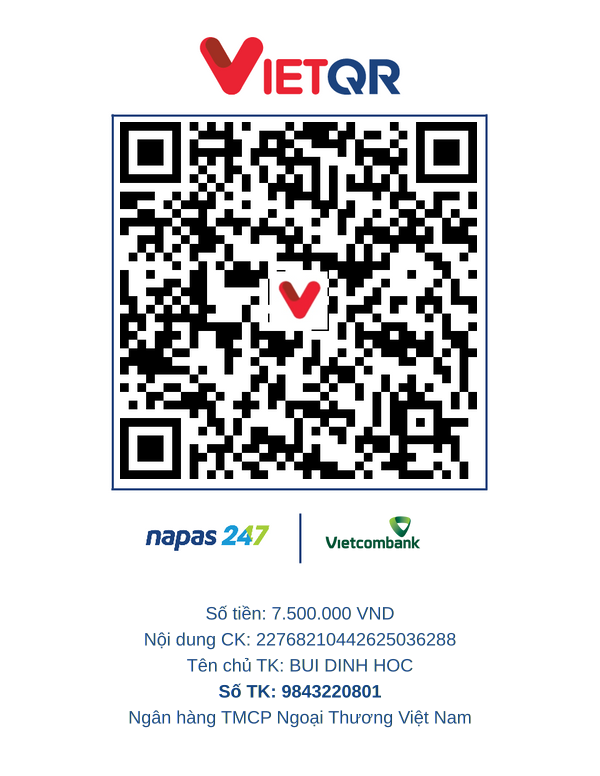 VIETQR
napas 247
Vietcombank
Số tiền: 7.500.000 VND
Nội dung CK: 22768210442625036288
Tên chủ TK: BUI DINH HOC
Số TK: 9843220801
Ngân hàng TMCP Ngoại Thương Việt Nam